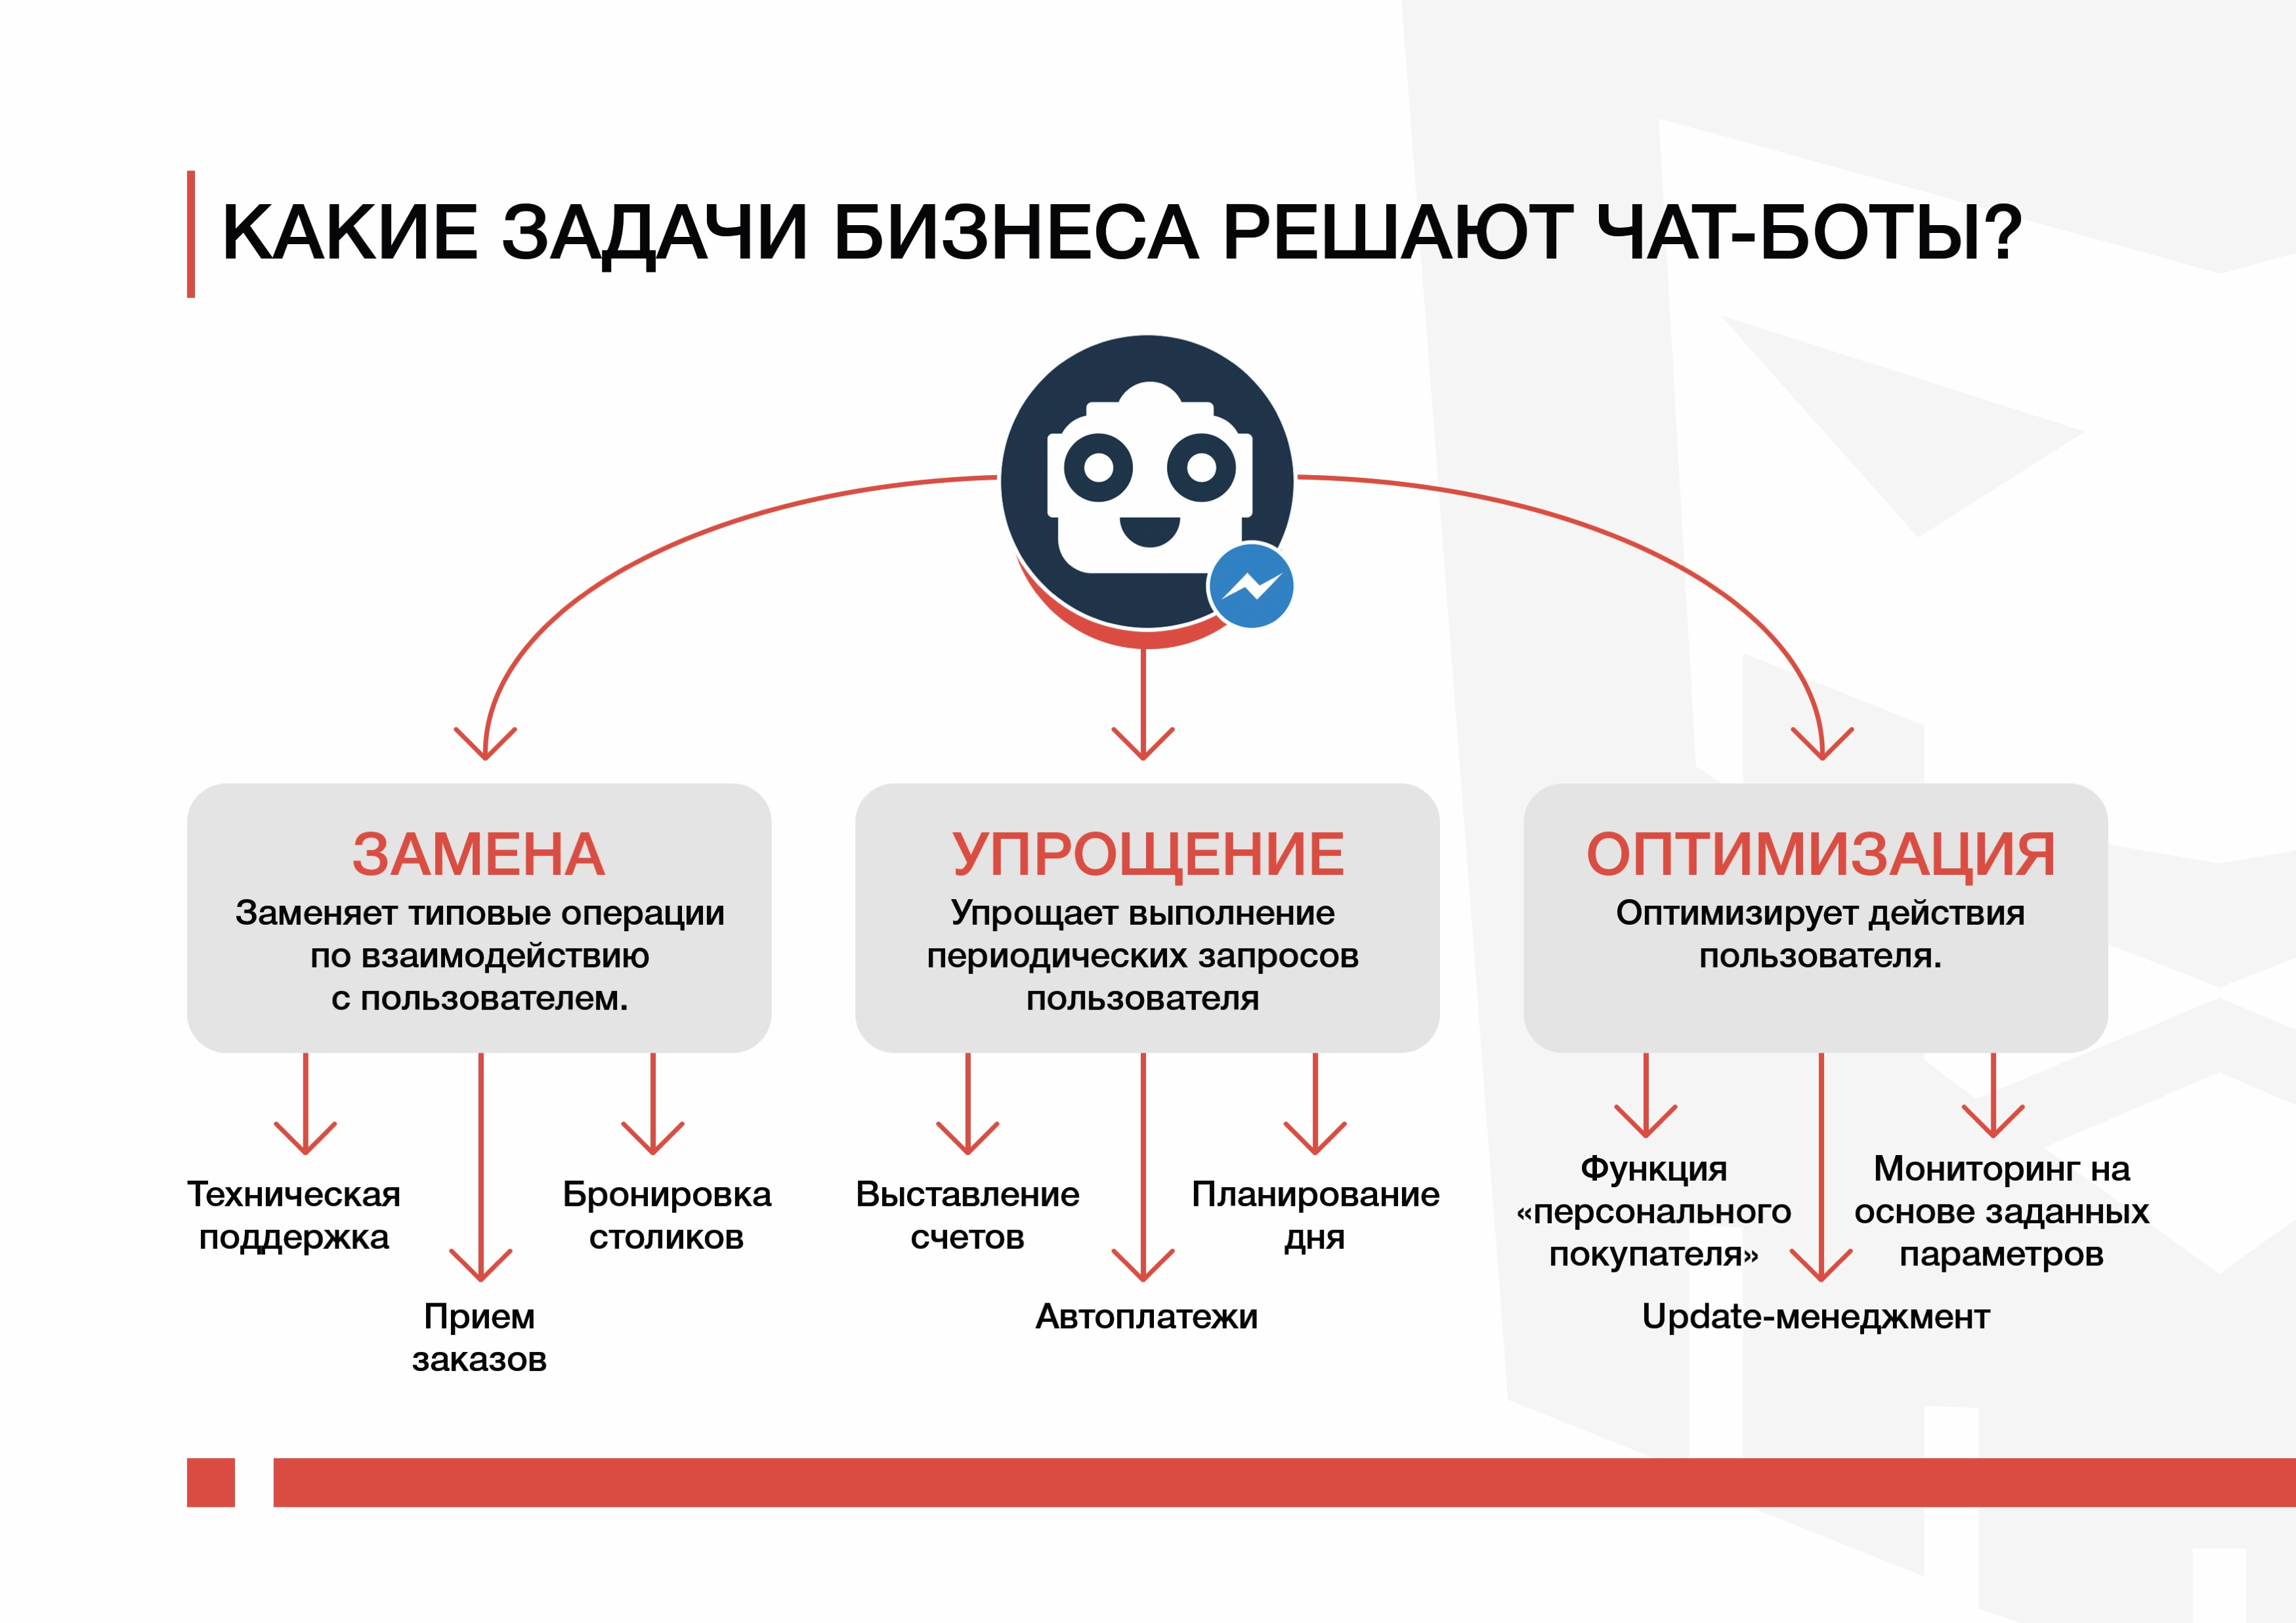 КАКИЕ ЗАДАЧИ БИЗНЕСА РЕШАЮТ ЧАТ-БОТЫ?
ЗАМЕНА
Заменяет типовые операции
по взаимодействию
с пользователем.
УПРОЩЕНИЕ
Упрощает выполнение
периодических запросов
пользователя
ОПТИМИЗАЦИЯ
Оптимизирует действия
пользователя.
Техническая
поддержка
Прием
заказов
Бронировка
столиков
Выставление
счетов
Автоплатежи
Планирование
дня
Функция
«персонального
покупателя»
Update-менеджмент
Мониторинг на
основе заданных
параметров